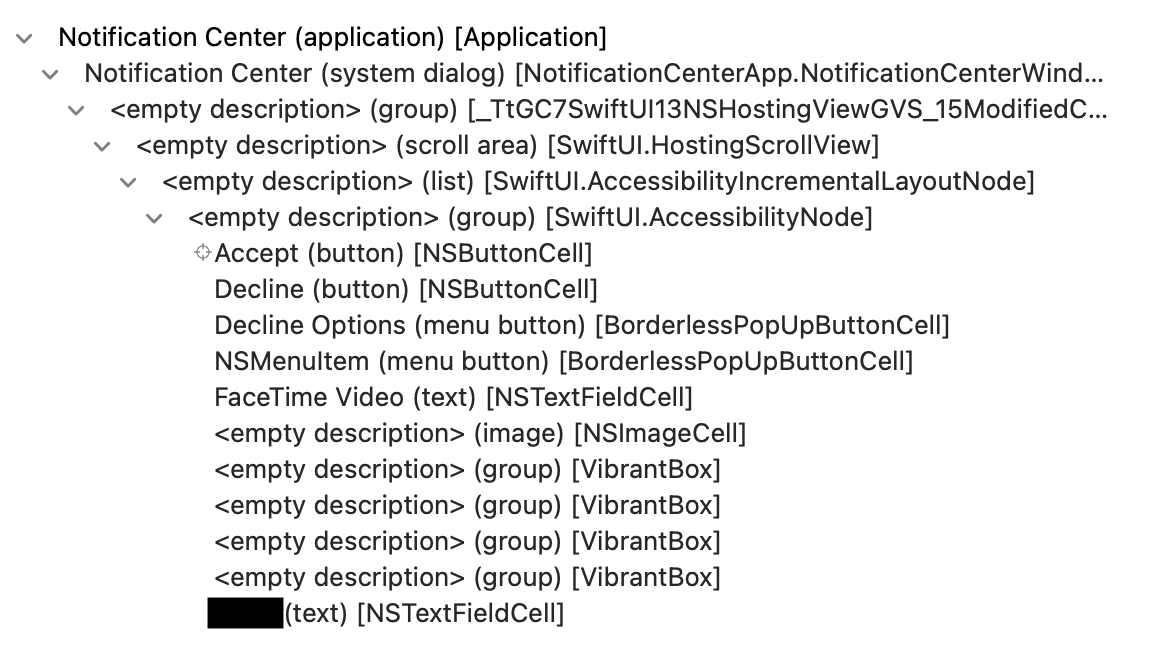 Notification Center (application) [Application]
Notification Center (system dialog) [NotificationCenterApp.NotificationCenterWind...
<empty description> (group) [_TtGC7SwiftUI13NSHostingViewGVS_15ModifiedC...
<empty description> (scroll area) [SwiftUI.HostingScrollView]
<empty description> (list) [SwiftUI.AccessibilityIncrementalLayoutNode]
<empty description> (group) [SwiftUI.AccessibilityNode]
Accept (button) [NSButtonCell]
Decline (button) [NSButtonCell]
Decline Options (menu button) [BorderlessPopUpButtonCell]
NSMenuItem (menu button) [BorderlessPopUpButtonCell]
FaceTime Video (text) [NSTextFieldCell]
<empty description> (image) [NSImageCell]
<empty description> (group) [VibrantBox]
<empty description> (group) [VibrantBox]
<empty description> (group) [VibrantBox]
<empty description> (group) [VibrantBox]
(text) [NSTextFieldCell]